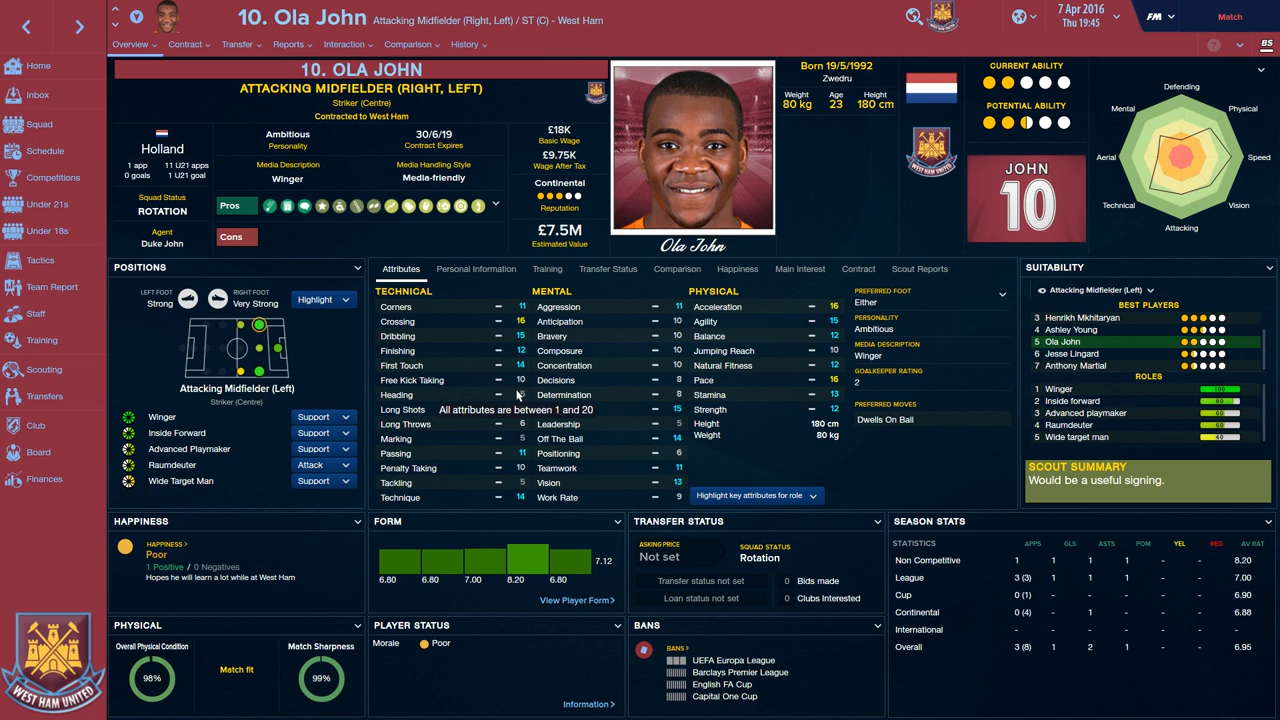 10. Ola John
Attacking Midfielder (Right, Left) / ST (C) - West Ham
7 Apr 2016
Thu 19:45
FM
Match
Overview
Contract
Transfer
Reports
Interaction
Comparison
History
BS
Home
Inbox
Squad
Schedule
Competitions
Under 21s
Under 18s
Tactics
Team Report
Staff
Training
Scouting
Transfers
Club
Board
Finances
WEST HAM UNITED
10. OLA JOHN
ATTACKING MIDFIELDER (RIGHT, LEFT)
Striker (Centre)
Contracted to West Ham
Holland
1 app 11 U21 apps
0 goals 1 U21 goal
Squad Status
ROTATION
Agent
Duke John
Ambitious
Personality
Media Description
Winger
30/6/19
Contract Expires
Media Handling Style
Media-friendly
Pros
Cons
£18K
Basic Wage
£9.75K
Wage After Tax
Continental
Reputation
£7.5M
Estimated Value
Ola John
Born 19/5/1992
Zwedru
Weight Age Height
80 kg 23 180 cm
CURRENT ABILITY
POTENTIAL ABILITY
JOHN
10
Defending
Physical
Speed
Vision
Attacking
Technical
Aerial
Mental
POSITIONS
LEFT FOOT
Strong
RIGHT FOOT
Very Strong
Highlight
Attacking Midfielder (Left)
Striker (Centre)
Winger Support
Inside Forward Support
Advanced Playmaker Support
Raumdeuter Attack
Wide Target Man Support
Attributes
Personal Information
Training
Transfer Status
Comparison
Happiness
Main Interest
Contract
Scout Reports
TECHNICAL
Corners - 11
Crossing - 16
Dribbling - 15
Finishing - 12
First Touch - 14
Free Kick Taking - 10
Heading - 5
Long Shots
All attributes are between 1 and 20
Long Throws - 6
Marking - 5
Passing - 11
Penalty Taking - 10
Tackling - 5
Technique - 14
MENTAL
Aggression - 11
Anticipation - 10
Bravery - 10
Composure - 10
Concentration - 10
Decisions - 8
Determination - 8
15
Leadership - 5
Off The Ball - 14
Positioning - 6
Teamwork - 11
Vision - 13
Work Rate - 9
PHYSICAL
Acceleration - 16
Agility - 15
Balance - 12
Jumping Reach - 10
Natural Fitness - 12
Pace - 16
Stamina - 13
Strength - 12
Height 180 cm
Weight 80 kg
Highlight key attributes for role
PREFERRED FOOT
Either
PERSONALITY
Ambitious
MEDIA DESCRIPTION
Winger
GOALKEEPER RATING
2
PREFERRED MOVES
Dwells On Ball
SUITABILITY
Attacking Midfielder (Left)
BEST PLAYERS
3 Henrikh Mkhitaryan
4 Ashley Young
5 Ola John
6 Jesse Lingard
7 Anthony Martial
ROLES
1 Winger 100
2 Inside forward
3 Advanced playmaker
4 Raumdeuter
5 Wide target man
SCOUT SUMMARY
Would be a useful signing.
HAPPINESS
HAPPINESS >
Poor
1 Positive / 0 Negatives
Hopes he will learn a lot while at West Ham
FORM
6.80 6.80 7.00 8.20 6.80
7.12
View Player Form >
TRANSFER STATUS
ASKING PRICE
Not set
SQUAD STATUS
Rotation
Transfer status not set
0 Bids made
Loan status not set
0 Clubs Interested
SEASON STATS
STATISTICS APPS GLS ASTS POM YEL RED AV RAT
Non Competitive 1 1 1 1 - - 8.20
League 3 (3) 1 1 1 - - 7.00
Cup 0 (1) - - - - - 6.90
Continental 0 (4) - 1 - - - 6.88
International - - - - - - -
Overall 3 (8) 1 2 1 - - 6.95
PHYSICAL
Overall Physical Condition
98%
Match fit
Match Sharpness
99%
PLAYER STATUS
Morale Poor
Information >
BANS
BANS >
UEFA Europa League
Barclays Premier League
English FA Cup
Capital One Cup